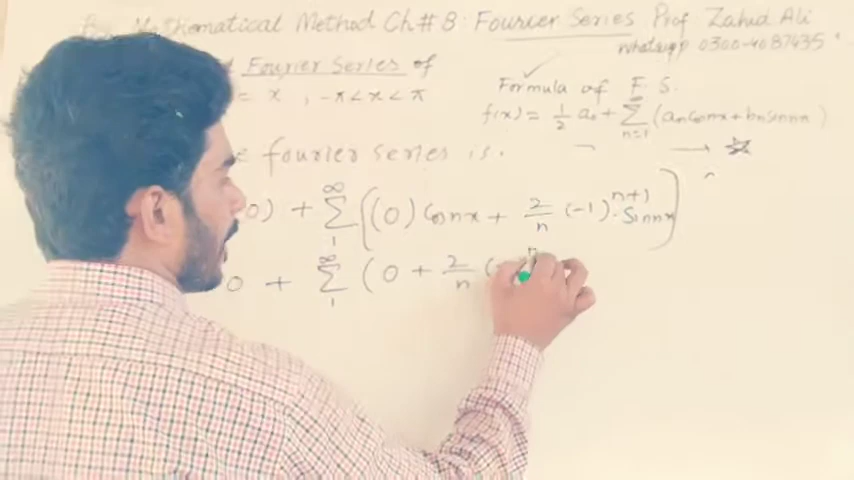 Mathematical Method Ch # 8: Fourier Series Prof Zahid Ali
whatsapp 0300-4087435
Fourier Series of
= x , -π<x<π
Formula of F.S.
f(x) = 1/2 a₀ + ∑_{n=1}^{∞} (aₙ cos nx + bₙ sin nx)
fourier series is.
0) + ∑_{1}^{∞} [(0) Cos nx + 2/n (-1)^{n+1} . Sin nx]
0 + ∑_{1}^{∞} (0 + 2/n (-